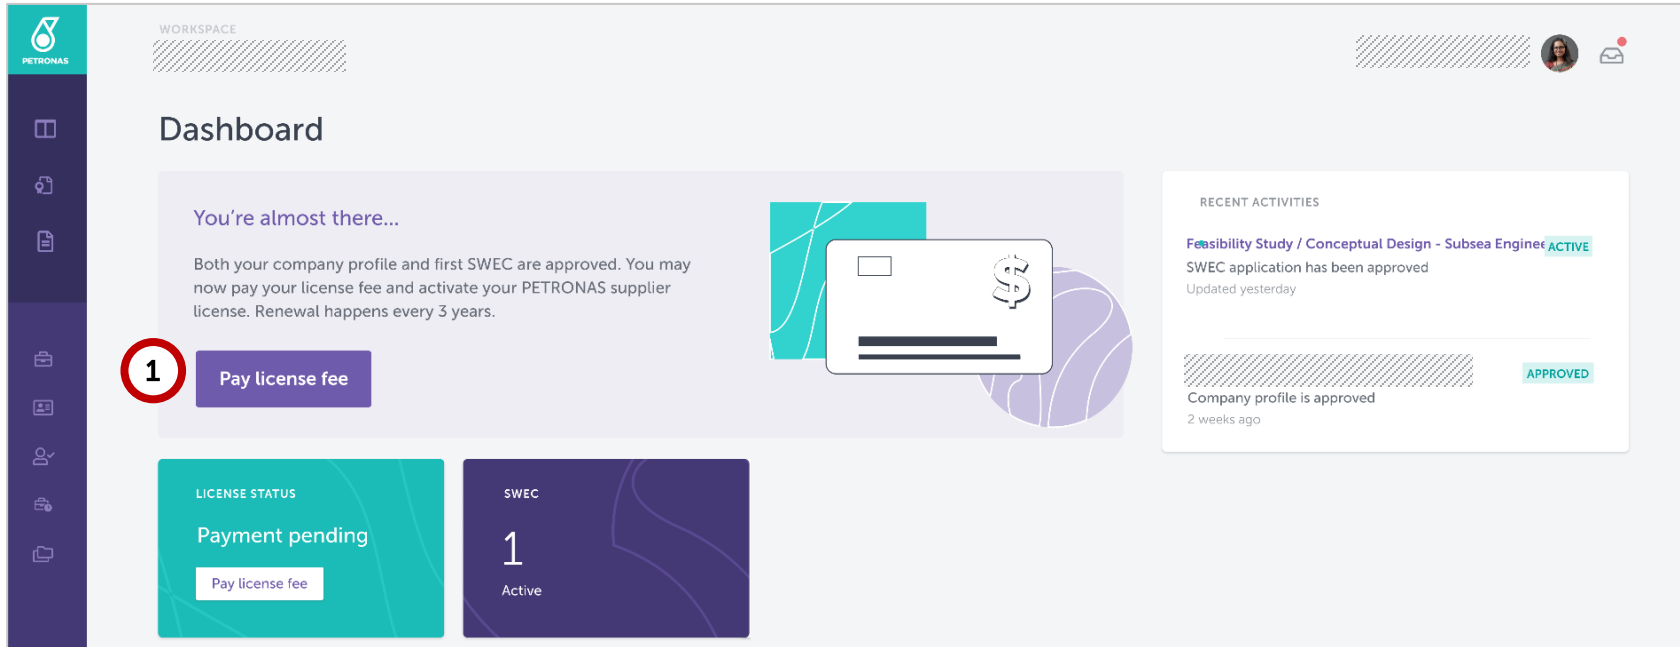 PETRONAS
WORKSPACE
Dashboard
You're almost there...
Both your company profile and first SWEC are approved. You may
now pay your license fee and activate your PETRONAS supplier
license. Renewal happens every 3 years.
1
Pay license fee
$
RECENT ACTIVITIES
Feasibility Study / Conceptual Design - Subsea Enginee ACTIVE
SWEC application has been approved
Updated yesterday
APPROVED
Company profile is approved
2 weeks ago
LICENSE STATUS
Payment pending
Pay license fee
SWEC
1
Active